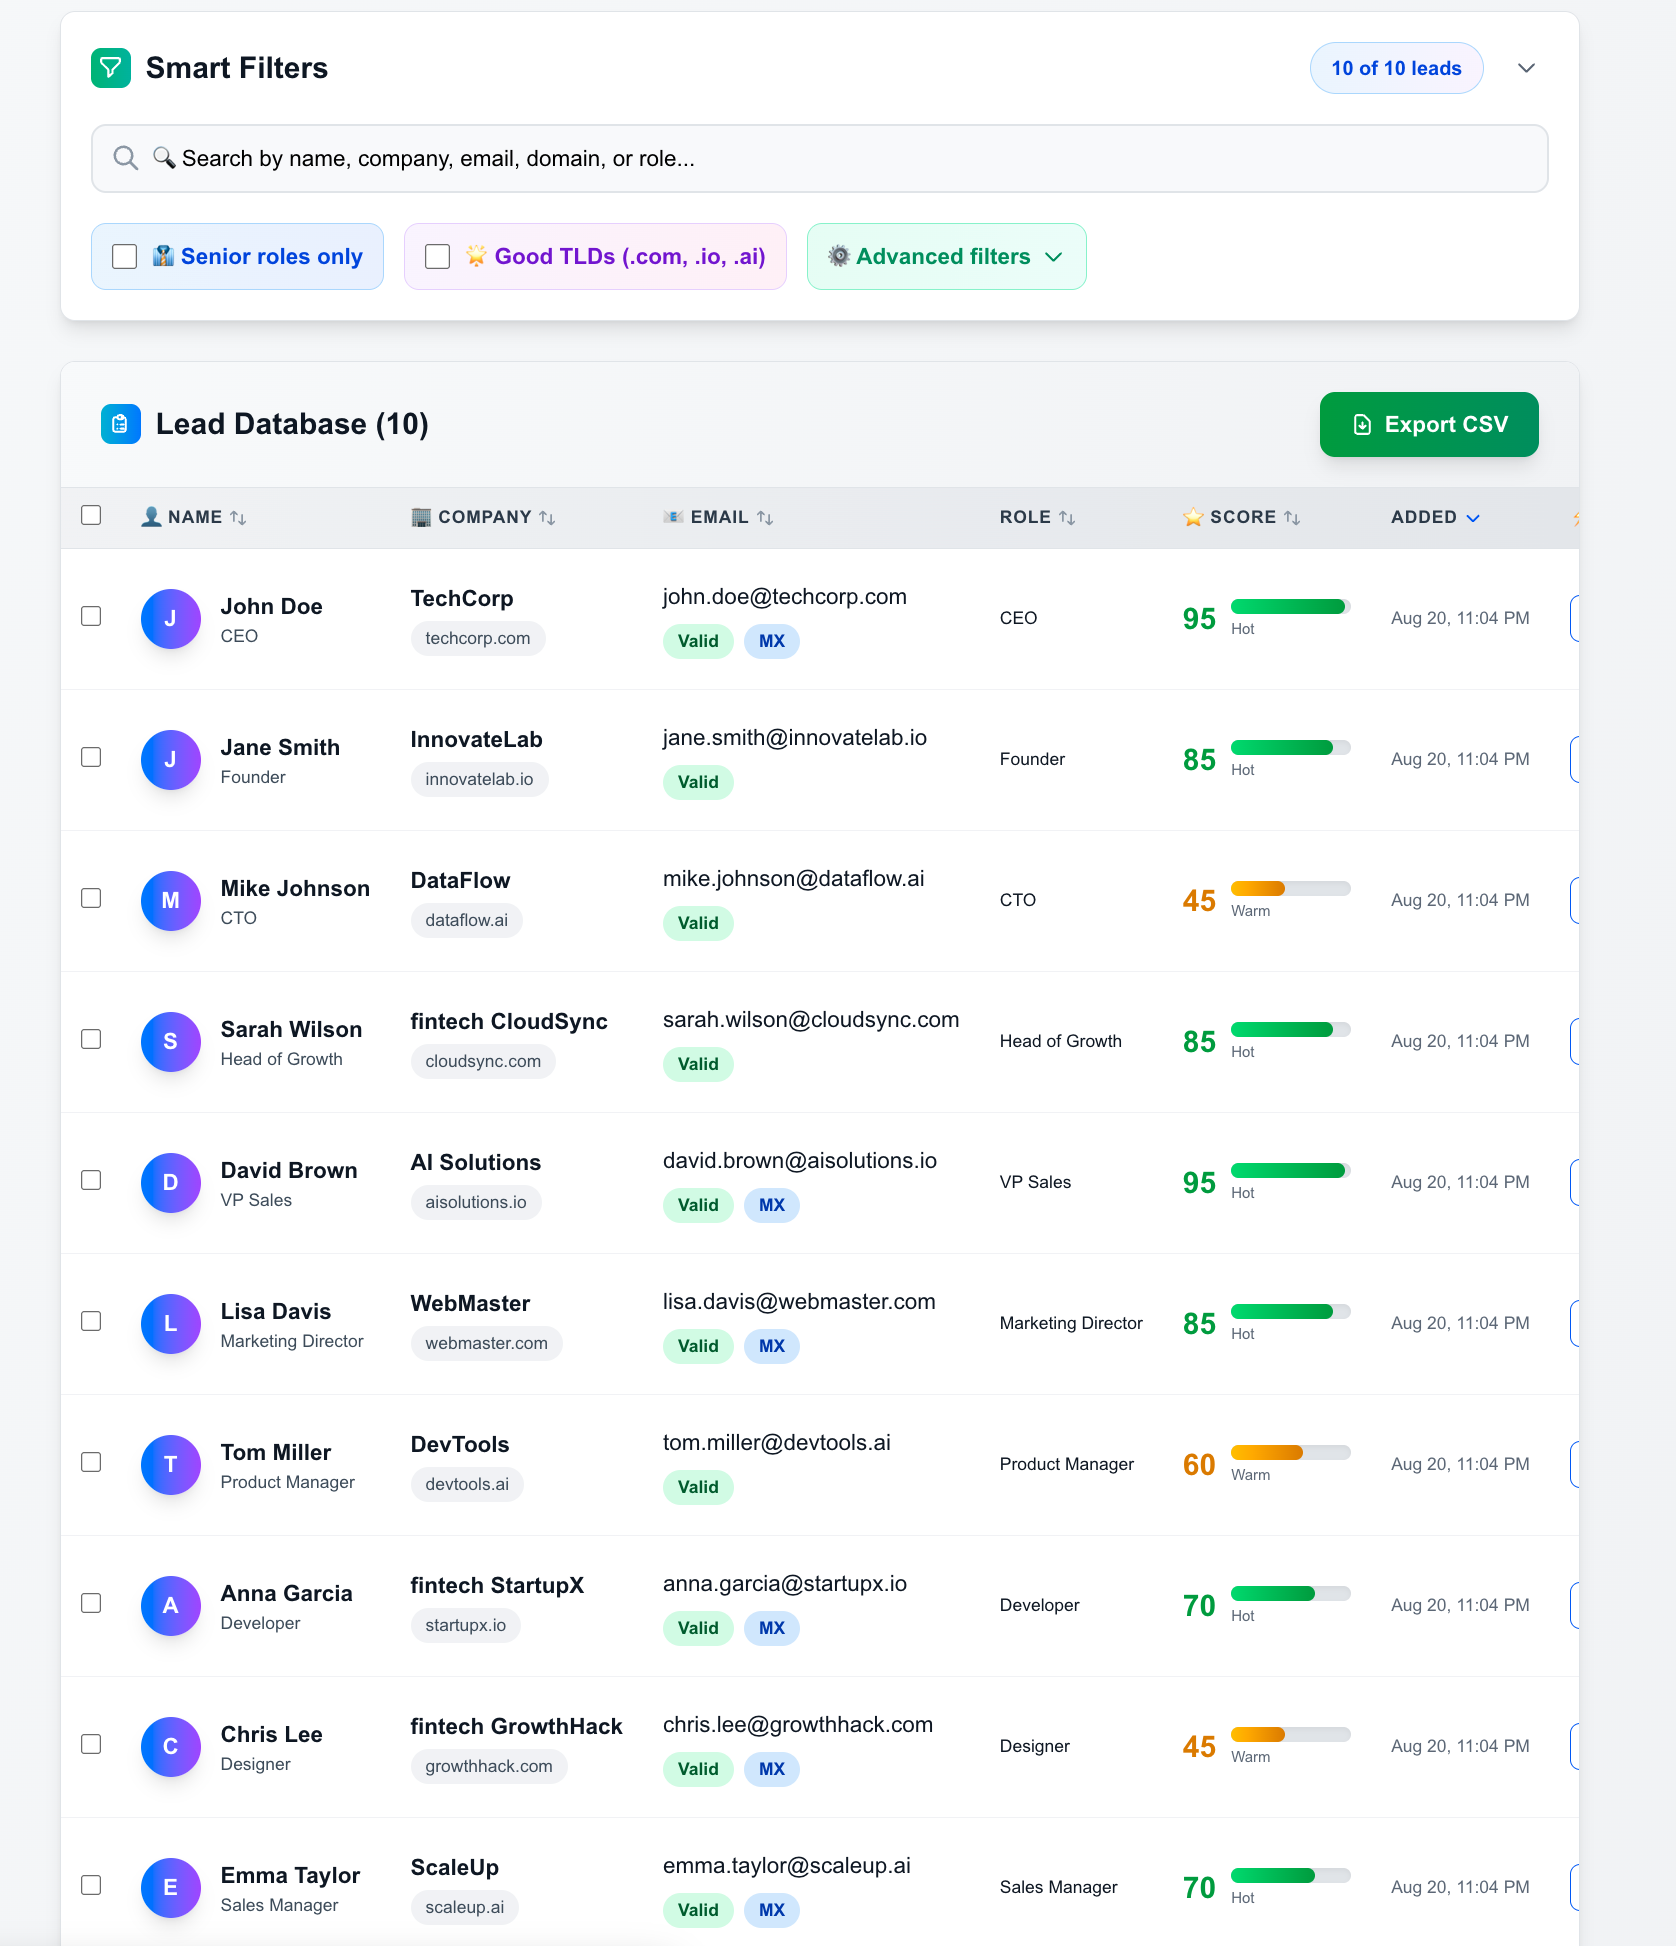 Smart Filters
10 of 10 leads
🔍 Search by name, company, email, domain, or role...
👔 Senior roles only
🌟 Good TLDs (.com, .io, .ai)
⚙️ Advanced filters
Lead Database (10)
Export CSV
👤 NAME
🏢 COMPANY
📧 EMAIL
ROLE
⭐ SCORE
ADDED
J
John Doe
CEO
TechCorp
techcorp.com
john.doe@techcorp.com
Valid
MX
CEO
95
Hot
Aug 20, 11:04 PM
J
Jane Smith
Founder
InnovateLab
innovatelab.io
jane.smith@innovatelab.io
Valid
Founder
85
Hot
Aug 20, 11:04 PM
M
Mike Johnson
CTO
DataFlow
dataflow.ai
mike.johnson@dataflow.ai
Valid
CTO
45
Warm
Aug 20, 11:04 PM
S
Sarah Wilson
Head of Growth
fintech CloudSync
cloudsync.com
sarah.wilson@cloudsync.com
Valid
Head of Growth
85
Hot
Aug 20, 11:04 PM
D
David Brown
VP Sales
AI Solutions
aisolutions.io
david.brown@aisolutions.io
Valid
MX
VP Sales
95
Hot
Aug 20, 11:04 PM
L
Lisa Davis
Marketing Director
WebMaster
webmaster.com
lisa.davis@webmaster.com
Valid
MX
Marketing Director
85
Hot
Aug 20, 11:04 PM
T
Tom Miller
Product Manager
DevTools
devtools.ai
tom.miller@devtools.ai
Valid
Product Manager
60
Warm
Aug 20, 11:04 PM
A
Anna Garcia
Developer
fintech StartupX
startupx.io
anna.garcia@startupx.io
Valid
MX
Developer
70
Hot
Aug 20, 11:04 PM
C
Chris Lee
Designer
fintech GrowthHack
growthhack.com
chris.lee@growthhack.com
Valid
MX
Designer
45
Warm
Aug 20, 11:04 PM
E
Emma Taylor
Sales Manager
ScaleUp
scaleup.ai
emma.taylor@scaleup.ai
Valid
MX
Sales Manager
70
Hot
Aug 20, 11:04 PM